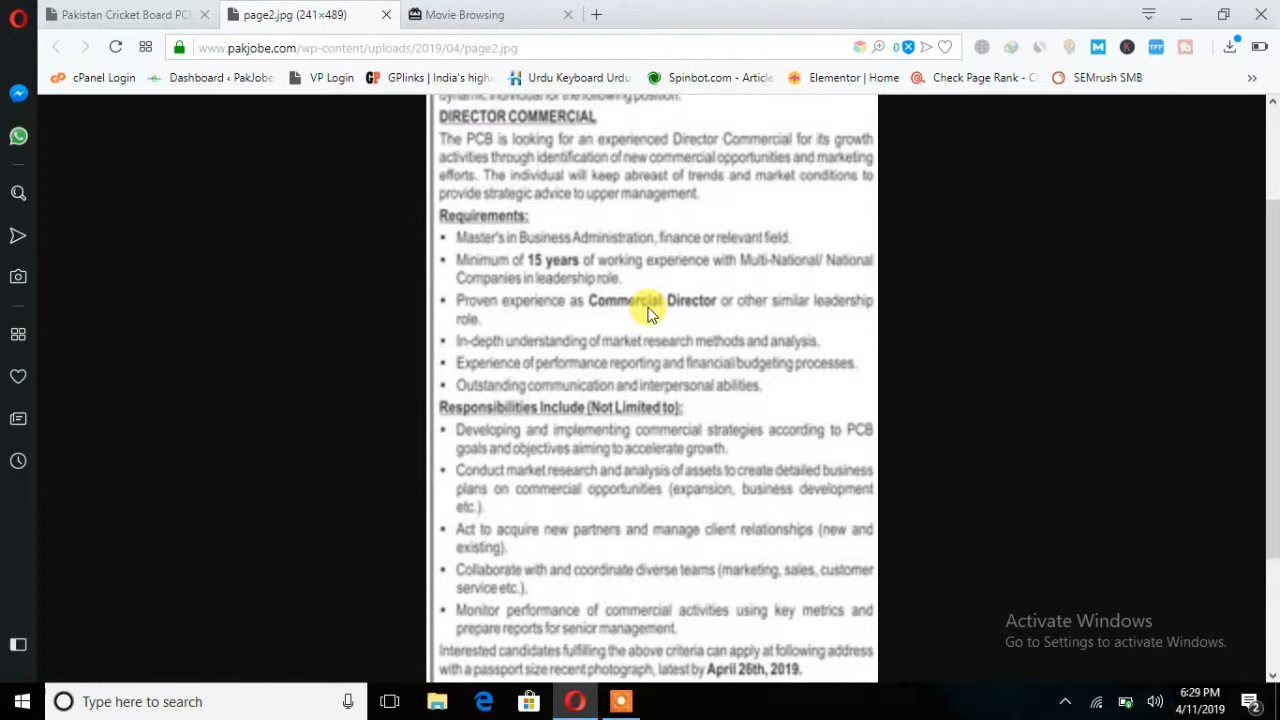 Pakistan Cricket Board PC
page2.jpg (241×489)
Movie Browsing
www.pakjobe.com/wp-content/uploads/2019/04/page2.jpg
0
cPanel Login
Dashboard ‹ PakJobe
VP Login
GPlinks | India's highe
Urdu Keyboard Urdu
Spinbot.com - Article
Elementor | Home
Check Page Rank - C
SEMrush SMB
dynamic individual for the following position.
DIRECTOR COMMERCIAL
The PCB is looking for an experienced Director Commercial for its growth
activities through identification of new commercial opportunities and marketing
efforts. The individual will keep abreast of trends and market conditions to
provide strategic advice to upper management.
Requirements:
Master's in Business Administration, finance or relevant field.
Minimum of 15 years of working experience with Multi-National/ National
Companies in leadership role.
Proven experience as Commercial Director or other similar leadership
role.
In-depth understanding of market research methods and analysis.
Experience of performance reporting and financial/budgeting processes.
Outstanding communication and interpersonal abilities.
Responsibilities Include (Not Limited to):
Developing and implementing commercial strategies according to PCB
goals and objectives aiming to accelerate growth.
Conduct market research and analysis of assets to create detailed business
plans on commercial opportunities (expansion, business development
etc.).
Act to acquire new partners and manage client relationships (new and
existing).
Collaborate with and coordinate diverse teams (marketing, sales, customer
service etc.).
Monitor performance of commercial activities using key metrics and
prepare reports for senior management.
Interested candidates fulfilling the above criteria can apply at following address
with a passport size recent photograph, latest by April 26th, 2019.
Activate Windows
Go to Settings to activate Windows.
Type here to search
6:29 PM
4/11/2019
2